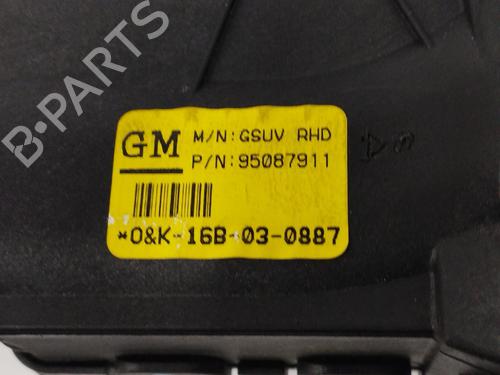 GM
M/N:GSUV RHD
P/N:95087911
*O&K-16B-03-0887
B-PARTS